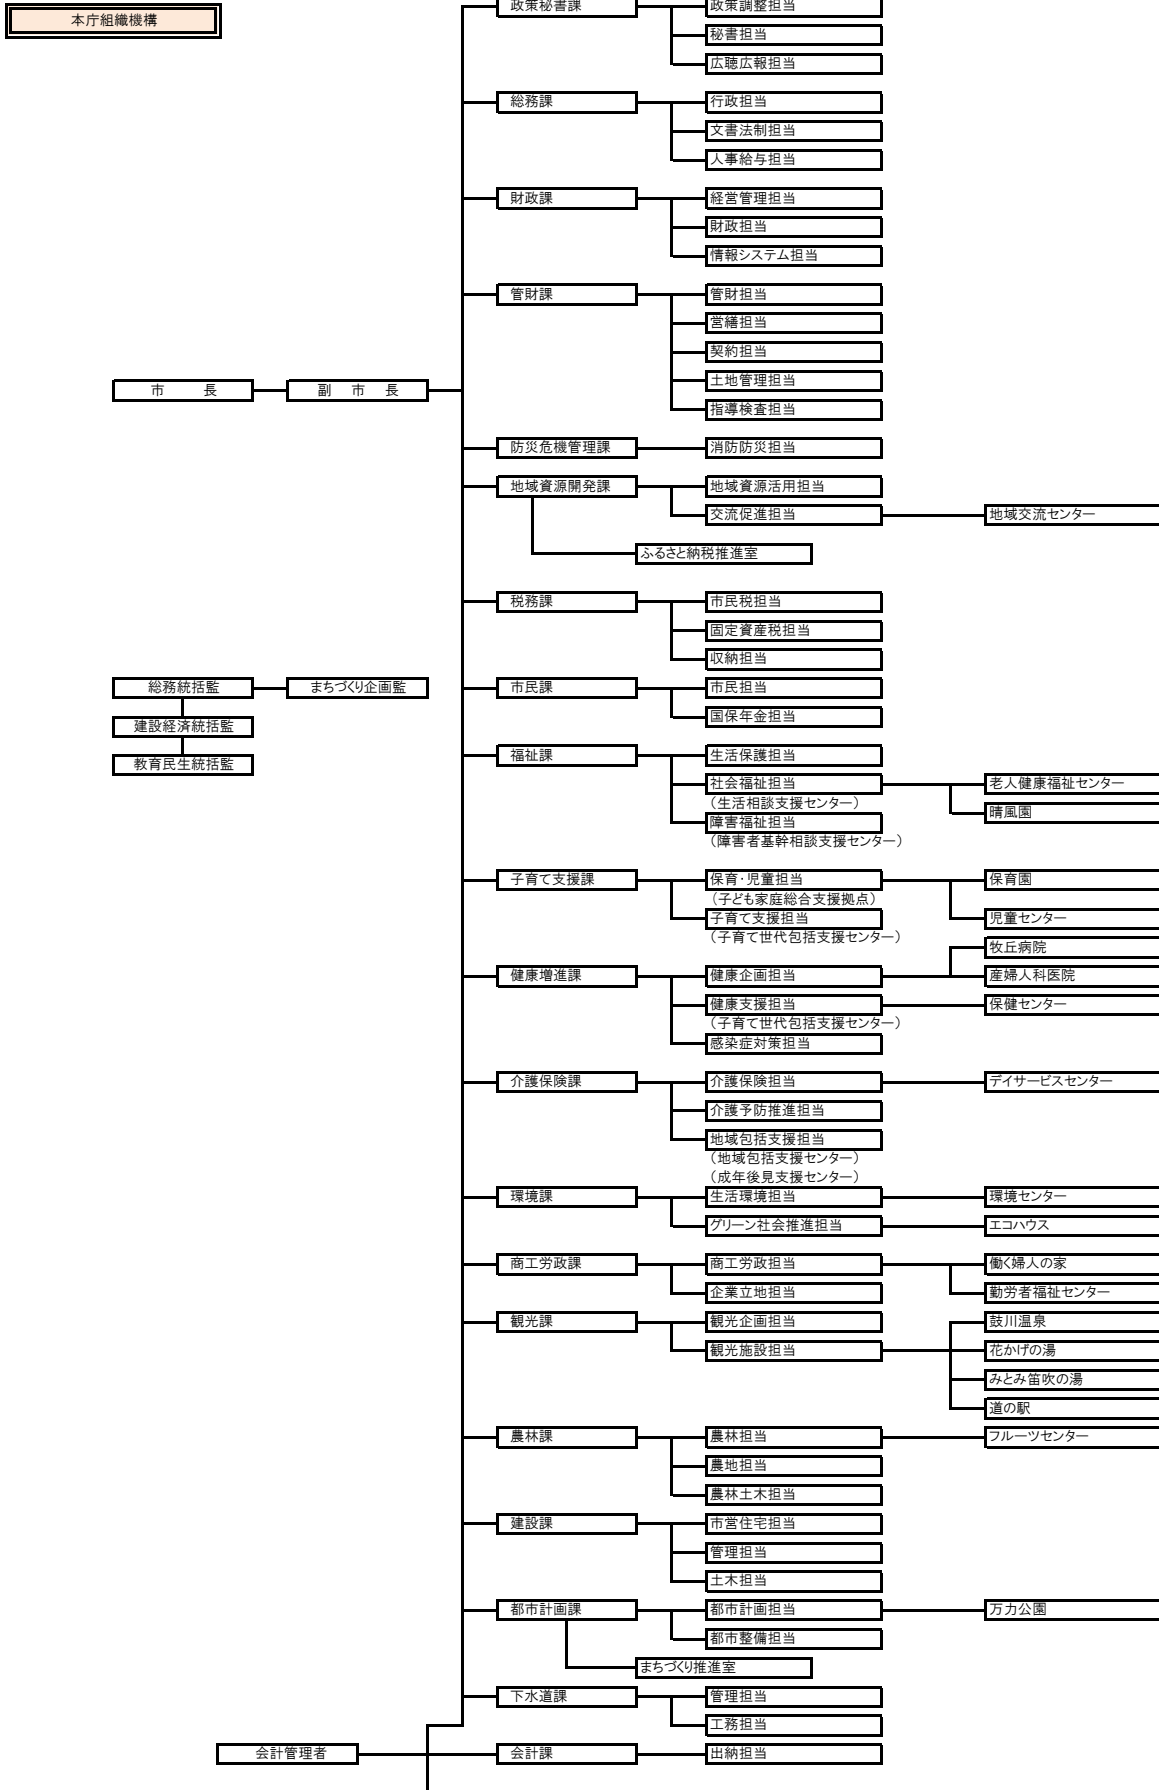 本庁組織機構
政策秘書課
政策調整担当
秘書担当
広聴広報担当
総務課
行政担当
文書法制担当
人事給与担当
財政課
経営管理担当
財政担当
情報システム担当
管財課
管財担当
営繕担当
契約担当
土地管理担当
指導検査担当
市　長
副 市 長
防災危機管理課
消防防災担当
地域資源開発課
地域資源活用担当
交流促進担当
地域交流センター
ふるさと納税推進室
税務課
市民税担当
固定資産税担当
収納担当
総務統括監
まちづくり企画監
建設経済統括監
教育民生統括監
市民課
市民担当
国保年金担当
福祉課
生活保護担当
社会福祉担当
（生活相談支援センター）
老人健康福祉センター
晴風園
障害福祉担当
（障害者基幹相談支援センター）
子育て支援課
保育・児童担当
（子ども家庭総合支援拠点）
保育園
児童センター
子育て支援担当
（子育て世代包括支援センター）
健康増進課
健康企画担当
牧丘病院
産婦人科医院
健康支援担当
（子育て世代包括支援センター）
保健センター
感染症対策担当
介護保険課
介護保険担当
デイサービスセンター
介護予防推進担当
地域包括支援担当
（地域包括支援センター）
（成年後見支援センター）
環境課
生活環境担当
環境センター
グリーン社会推進担当
エコハウス
商工労政課
商工労政担当
働く婦人の家
勤労者福祉センター
企業立地担当
観光課
観光企画担当
観光施設担当
鼓川温泉
花かげの湯
みとみ笛吹の湯
道の駅
農林課
農林担当
フルーツセンター
農地担当
農林土木担当
建設課
市営住宅担当
管理担当
土木担当
都市計画課
都市計画担当
万力公園
都市整備担当
まちづくり推進室
下水道課
管理担当
工務担当
会計管理者
会計課
出納担当